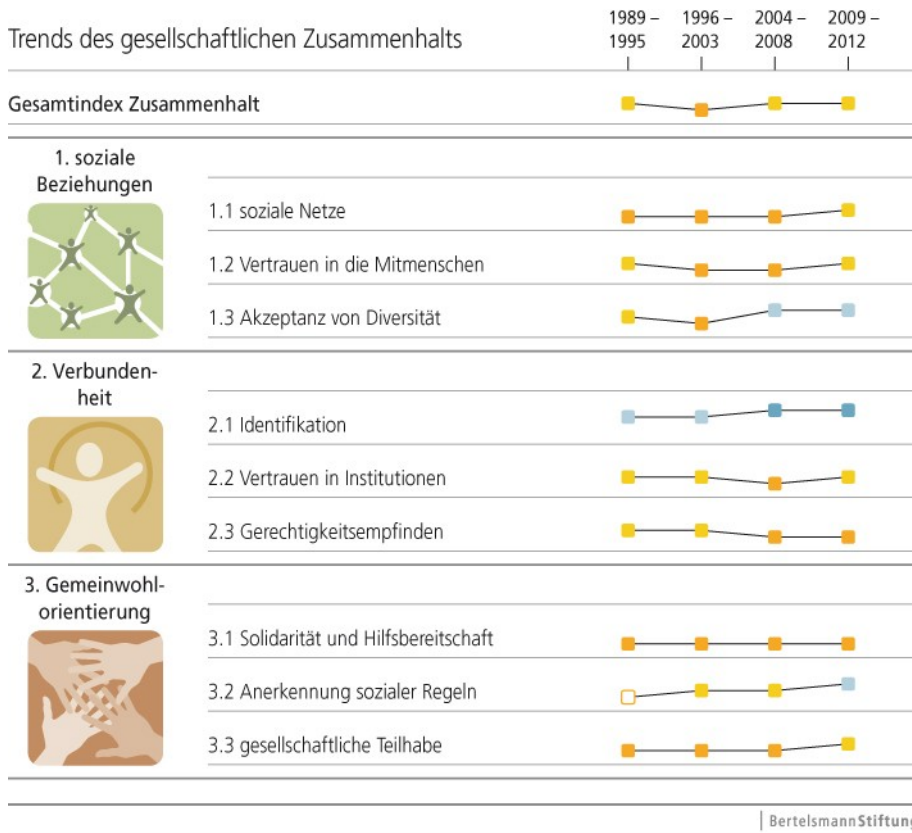 Trends des gesellschaftlichen Zusammenhalts
1989 –
1995
1996 –
2003
2004 –
2008
2009 –
2012
Gesamtindex Zusammenhalt
1. soziale
Beziehungen
1.1 soziale Netze
1.2 Vertrauen in die Mitmenschen
1.3 Akzeptanz von Diversität
2. Verbunden-
heit
2.1 Identifikation
2.2 Vertrauen in Institutionen
2.3 Gerechtigkeitsempfinden
3. Gemeinwohl-
orientierung
3.1 Solidarität und Hilfsbereitschaft
3.2 Anerkennung sozialer Regeln
3.3 gesellschaftliche Teilhabe
BertelsmannStiftung